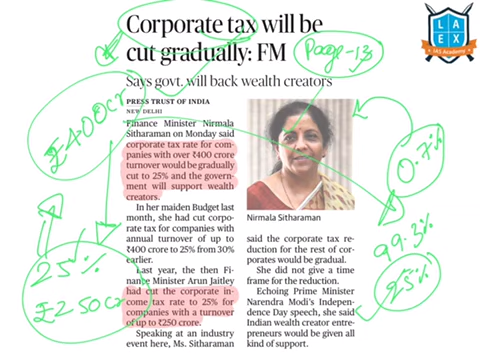 Corporate tax will be
cut gradually: FM
Says govt. will back wealth creators
PRESS TRUST OF INDIA
NEW DELHI
Finance Minister Nirmala
Sitharaman on Monday said
corporate tax rate for com-
panies with over ₹400 crore
turnover would be gradually
cut to 25% and the govern-
ment will support wealth
creators.
In her maiden Budget last
month, she had cut corpo-
rate tax for companies with
annual turnover of up to
₹400 crore to 25% from 30%
earlier.
Last year, the then Fi-
nance Minister Arun Jaitley
had cut the corporate in-
come tax rate to 25% for
companies with a turnover
of up to ₹250 crore.
Speaking at an industry
event here, Ms. Sitharaman
Nirmala Sitharaman
said the corporate tax re-
duction for the rest of cor-
porates would be gradual.
She did not give a time
frame for the reduction.
Echoing Prime Minister
Narendra Modi's Indepen-
dence Day speech, she said
Indian wealth creator entre-
preneurs would be given all
kind of support.
Page-13
₹400cr
25%
₹250cr
0.7%
99.3%
25%
LAEX
IAS Academy